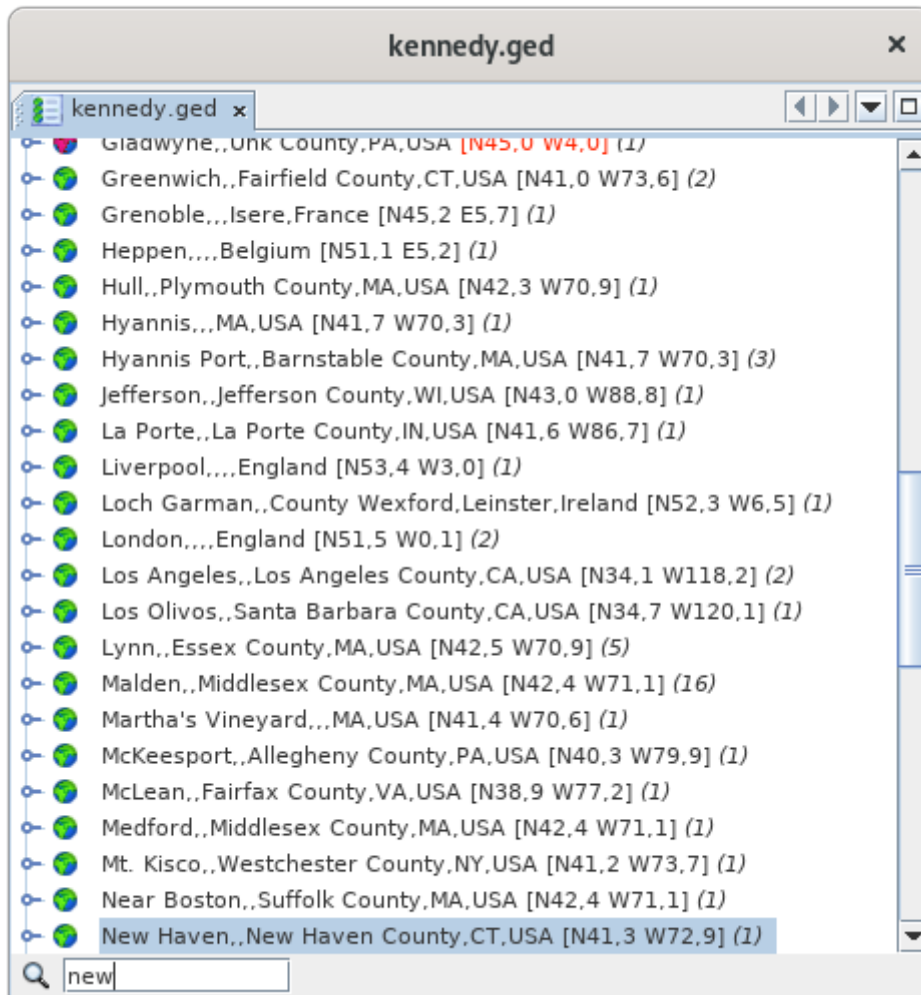 kennedy.ged
kennedy.ged
Gladwyne,,Unk County,PA,USA [N45,0 W4,0] (1)
Greenwich,,Fairfield County,CT,USA [N41,0 W73,6] (2)
Grenoble,,,Isere,France [N45,2 E5,7] (1)
Heppen,,,,Belgium [N51,1 E5,2] (1)
Hull,,Plymouth County,MA,USA [N42,3 W70,9] (1)
Hyannis,,,MA,USA [N41,7 W70,3] (1)
Hyannis Port,,Barnstable County,MA,USA [N41,7 W70,3] (3)
Jefferson,,Jefferson County,WI,USA [N43,0 W88,8] (1)
La Porte,,La Porte County,IN,USA [N41,6 W86,7] (1)
Liverpool,,,,England [N53,4 W3,0] (1)
Loch Garman,,County Wexford,Leinster,Ireland [N52,3 W6,5] (1)
London,,,,England [N51,5 W0,1] (2)
Los Angeles,,Los Angeles County,CA,USA [N34,1 W118,2] (2)
Los Olivos,,Santa Barbara County,CA,USA [N34,7 W120,1] (1)
Lynn,,Essex County,MA,USA [N42,5 W70,9] (5)
Malden,,Middlesex County,MA,USA [N42,4 W71,1] (16)
Martha's Vineyard,,,MA,USA [N41,4 W70,6] (1)
McKeesport,,Allegheny County,PA,USA [N40,3 W79,9] (1)
McLean,,Fairfax County,VA,USA [N38,9 W77,2] (1)
Medford,,Middlesex County,MA,USA [N42,4 W71,1] (1)
Mt. Kisco,,Westchester County,NY,USA [N41,2 W73,7] (1)
Near Boston,,Suffolk County,MA,USA [N42,4 W71,1] (1)
New Haven,,New Haven County,CT,USA [N41,3 W72,9] (1)
new